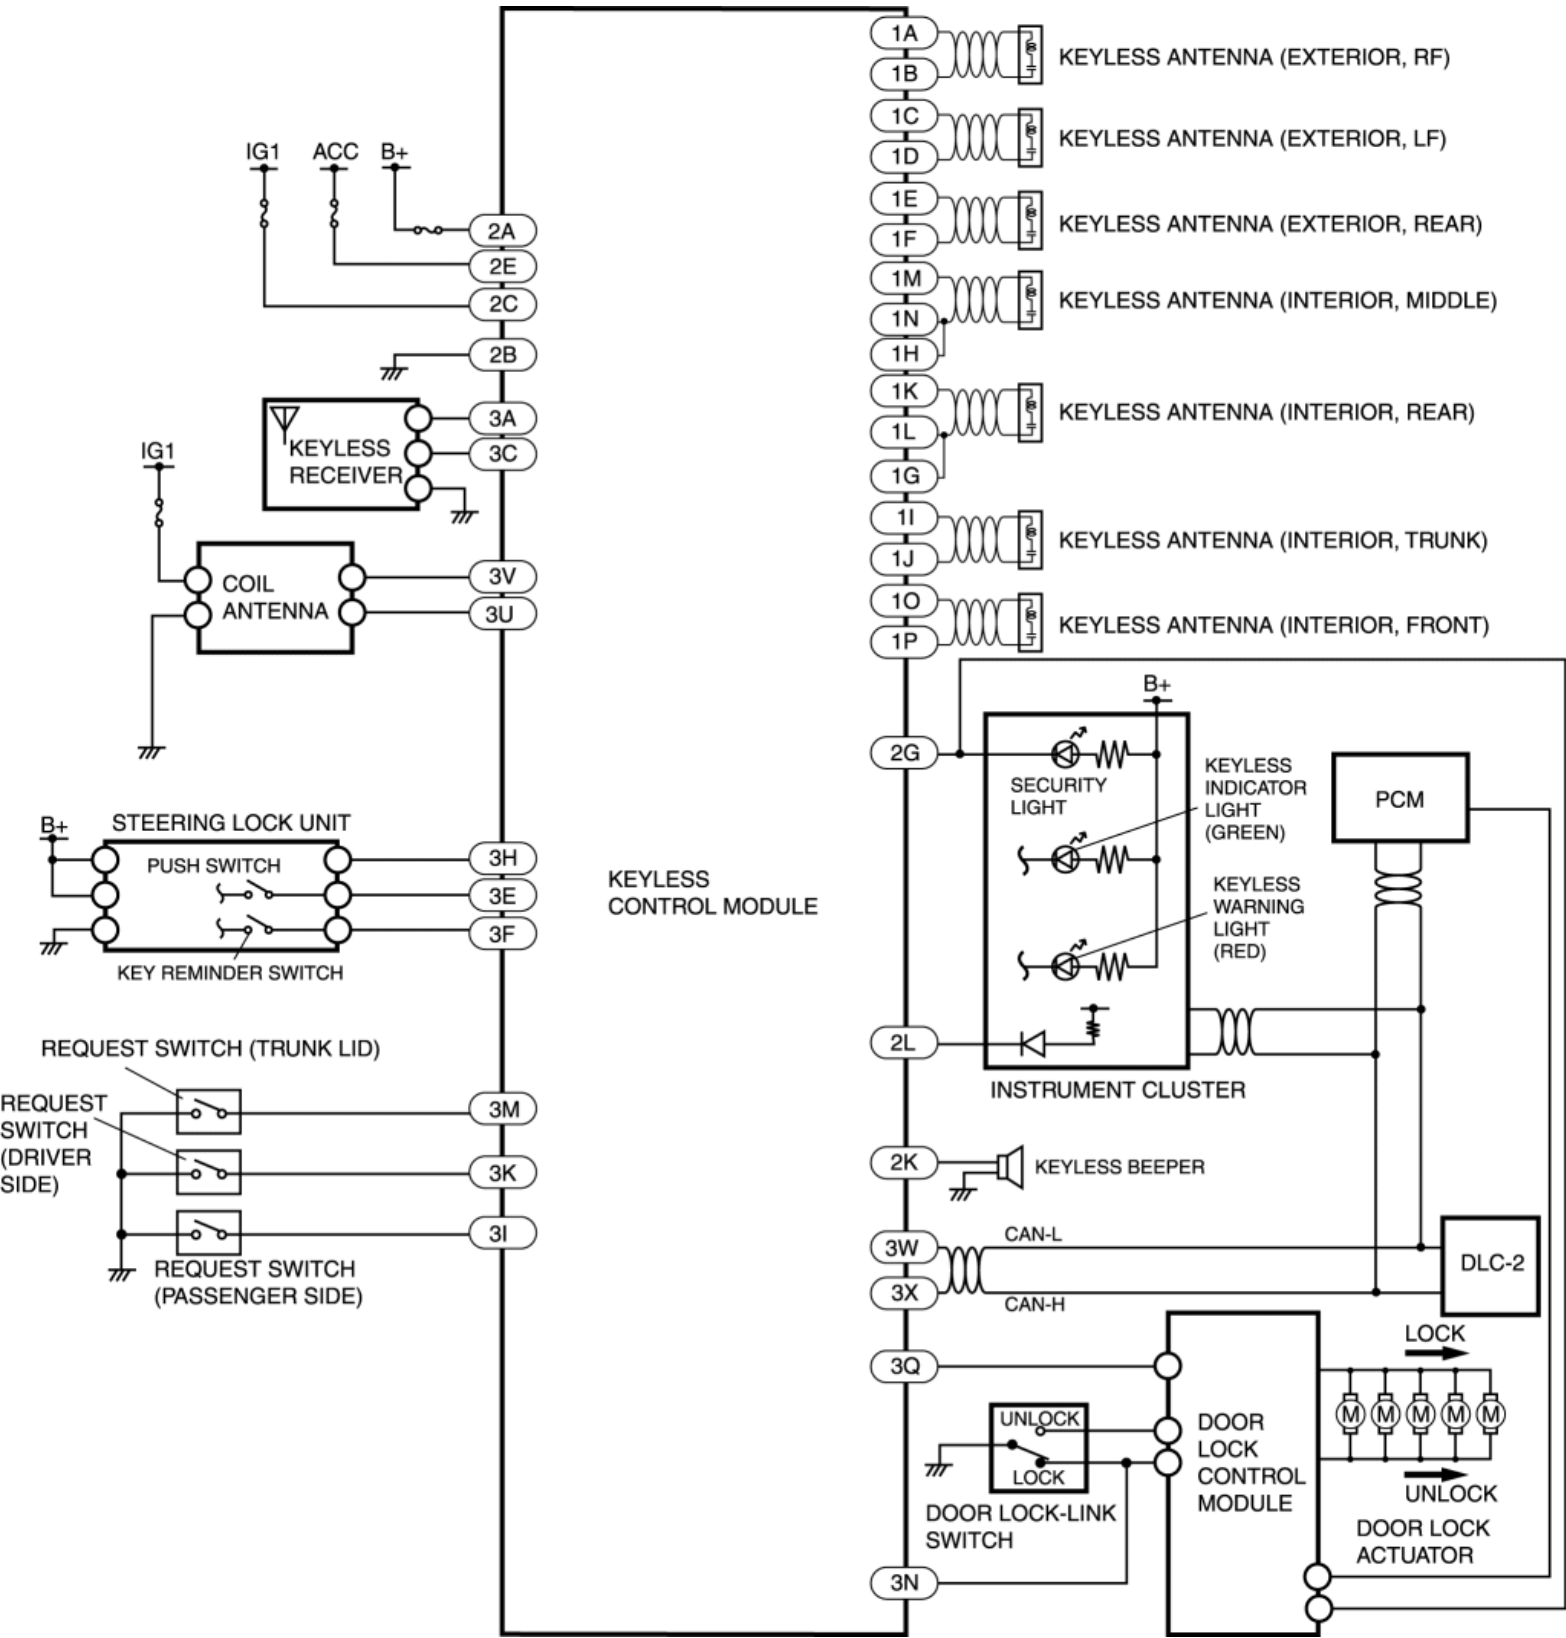 1A
KEYLESS ANTENNA (EXTERIOR, RF)
1B
1C
KEYLESS ANTENNA (EXTERIOR, LF)
1D
1E
KEYLESS ANTENNA (EXTERIOR, REAR)
1F
1M
KEYLESS ANTENNA (INTERIOR, MIDDLE)
1N
1H
1K
KEYLESS ANTENNA (INTERIOR, REAR)
1L
1G
1I
KEYLESS ANTENNA (INTERIOR, TRUNK)
1J
1O
KEYLESS ANTENNA (INTERIOR, FRONT)
1P
IG1 ACC B+
2A
2E
2C
2B
3A
KEYLESS
RECEIVER
3C
IG1
COIL
ANTENNA
3V
3U
B+
STEERING LOCK UNIT
PUSH SWITCH
KEY REMINDER SWITCH
3H
3E
3F
REQUEST SWITCH (TRUNK LID)
REQUEST
SWITCH
(DRIVER
SIDE)
REQUEST SWITCH
(PASSENGER SIDE)
3M
3K
3I
KEYLESS
CONTROL MODULE
2G
B+
SECURITY
LIGHT
KEYLESS
INDICATOR
LIGHT
(GREEN)
KEYLESS
WARNING
LIGHT
(RED)
PCM
2L
INSTRUMENT CLUSTER
2K
KEYLESS BEEPER
3W
CAN-L
3X
CAN-H
DLC-2
3Q
UNLOCK
LOCK
DOOR LOCK-LINK
SWITCH
DOOR
LOCK
CONTROL
MODULE
LOCK
M M M M M
UNLOCK
DOOR LOCK
ACTUATOR
3N